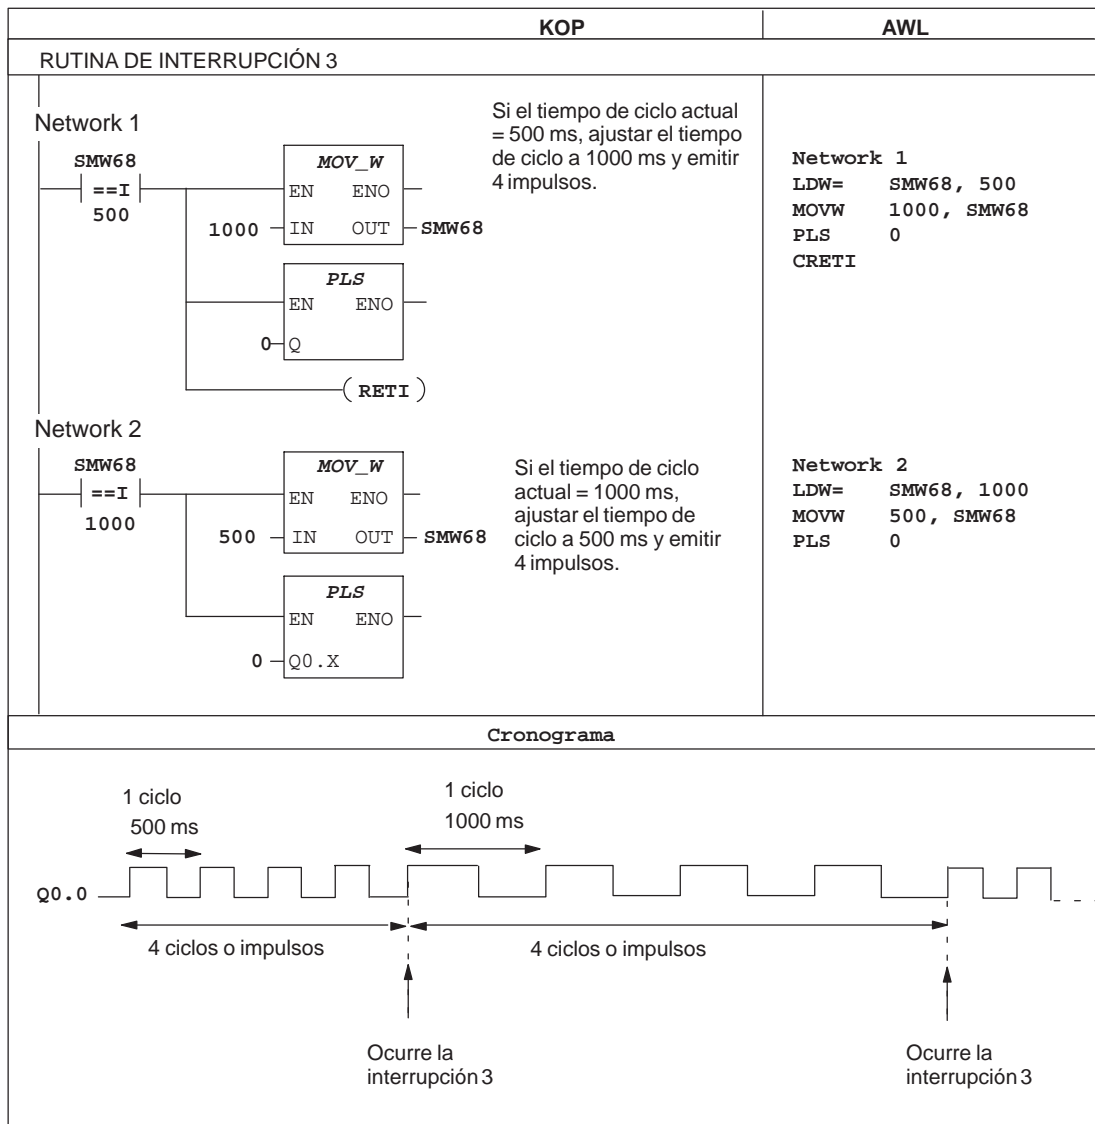 KOP
AWL
RUTINA DE INTERRUPCIÓN 3
Network 1
SMW68
==I
500
MOV_W
EN ENO
1000 IN OUT SMW68
PLS
EN ENO
0 Q
RETI
Si el tiempo de ciclo actual
= 500 ms, ajustar el tiempo
de ciclo a 1000 ms y emitir
4 impulsos.
Network 1
LDW= SMW68, 500
MOVW 1000, SMW68
PLS 0
CRETI
Network 2
SMW68
==I
1000
MOV_W
EN ENO
500 IN OUT SMW68
PLS
EN ENO
0 Q0.X
Si el tiempo de ciclo
actual = 1000 ms,
ajustar el tiempo de
ciclo a 500 ms y emitir
4 impulsos.
Network 2
LDW= SMW68, 1000
MOVW 500, SMW68
PLS 0
Cronograma
1 ciclo
500 ms
1 ciclo
1000 ms
Q0.0
4 ciclos o impulsos
4 ciclos o impulsos
Ocurre la
interrupción 3
Ocurre la
interrupción 3